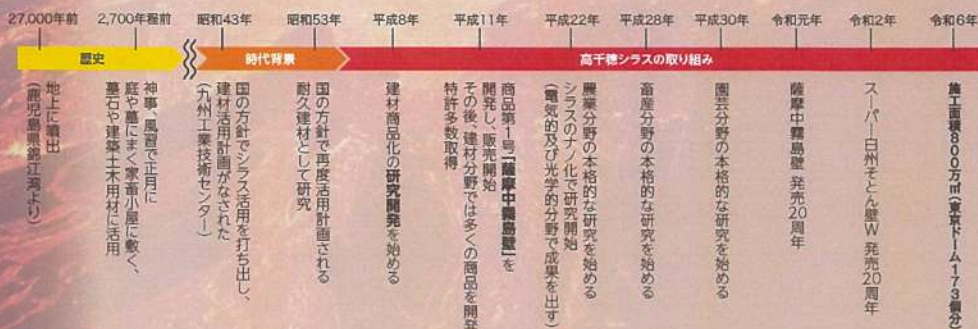 27,000年前
2,700年程前
昭和43年
昭和53年
平成8年
平成11年
平成22年
平成28年
平成30年
令和元年
令和2年
令和6年
歴史
時代背景
高千穂シラスの取り組み
地上に噴出
(鹿児島県錦江湾より)
神事、風習で正月に
庭や墓にまく家畜小屋に敷く、
墓石や建築土木用材に活用
国の方針でシラス活用を打ち出し、
建材活用計画がなされた
(九州工業技術センター)
国の方針で再度活用計画される
耐久建材として研究
建材商品化の研究開発を始める
商品第1号「薩摩中霧島壁」を
開発し、販売開始
その後、建材分野では多くの商品を開発
特許多数取得
農業分野の本格的な研究を始める
シラスのナノ化で研究開始
(電気的及び光学的分野で成果を出す)
畜産分野の本格的な研究を始める
園芸分野の本格的な研究を始める
薩摩中霧島壁 発売20周年
スーパー白州そとん壁W 発売20周年
施工面積800万㎡(東京ドーム173個分)